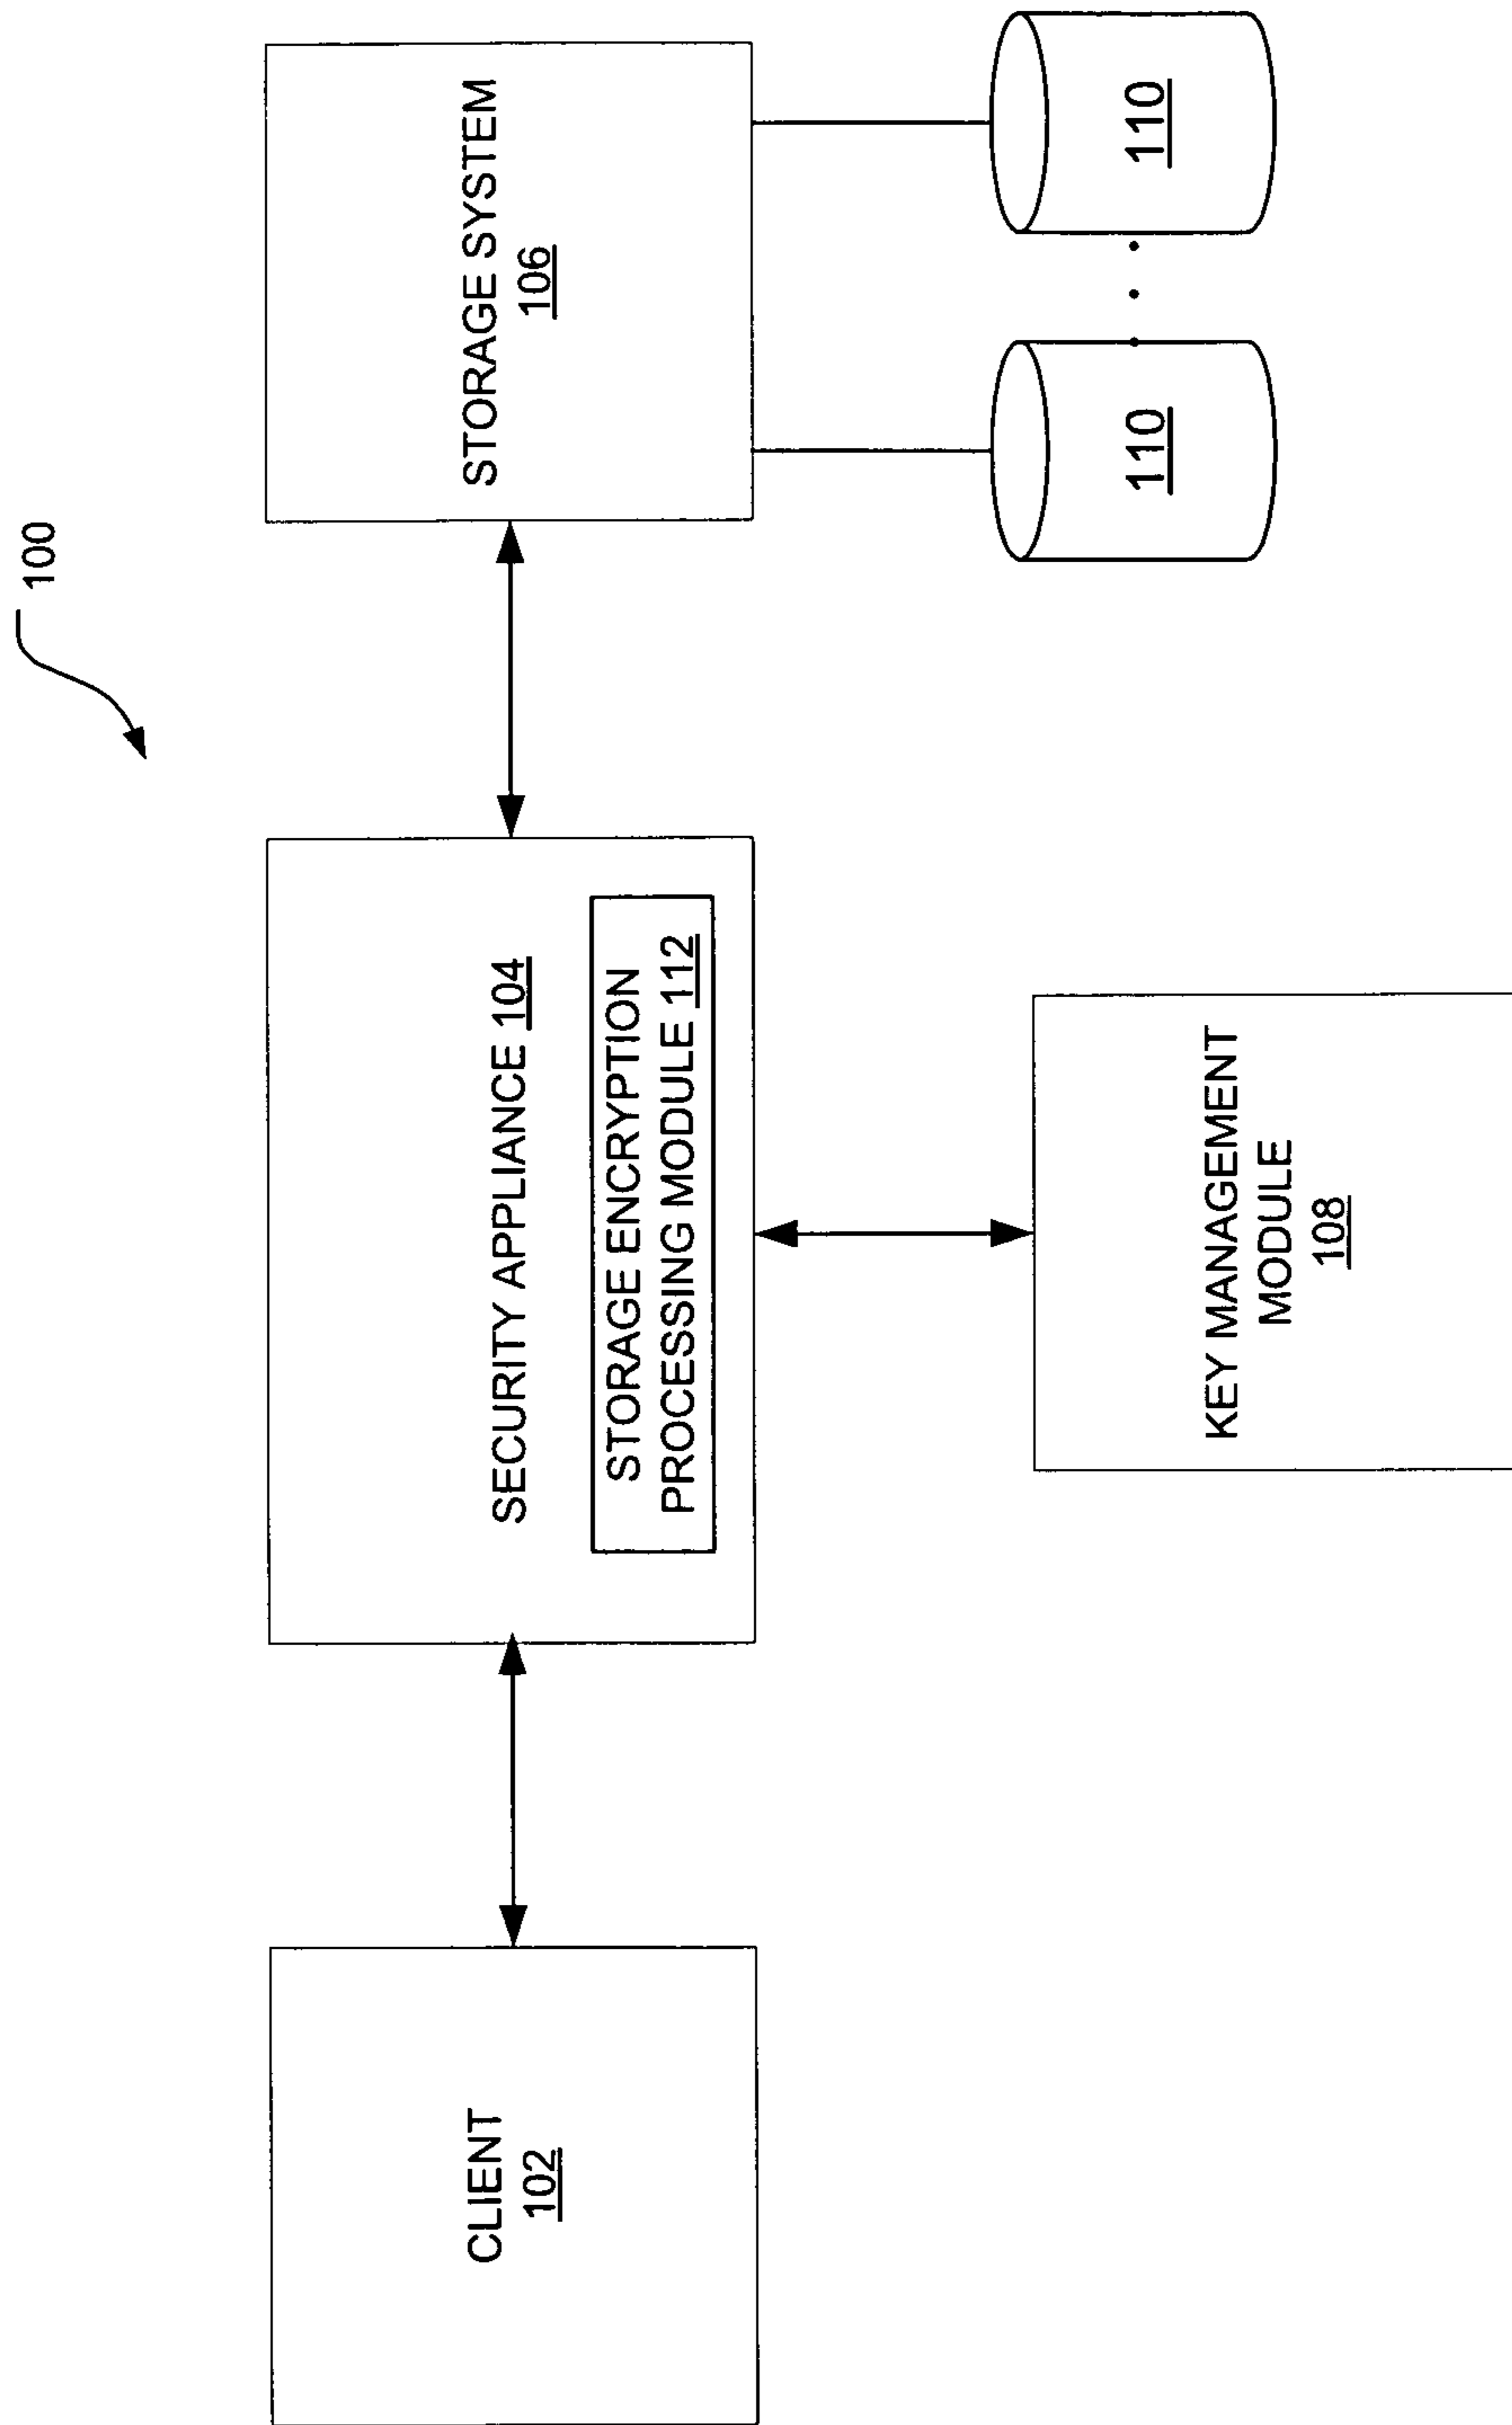 100
CLIENT
102
SECURITY APPLIANCE 104
STORAGE ENCRYPTION
PROCESSING MODULE 112
STORAGE SYSTEM
106
KEY MANAGEMENT
MODULE
108
110
110